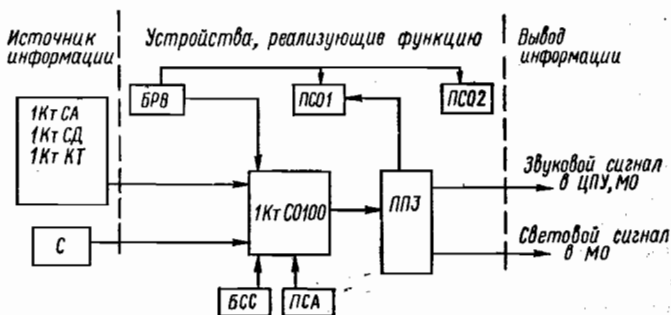 Источник
информации
Устройства, реализующие функцию
Вывод
информации
1Кт СА
1Кт СД
1Кт КТ
БРВ
ПСО1
ПСО2
Звуковой сигнал
в ЦПУ, МО
1Кт СО100
ППЗ
С
Световой сигнал
в МО
БСС
ПСА